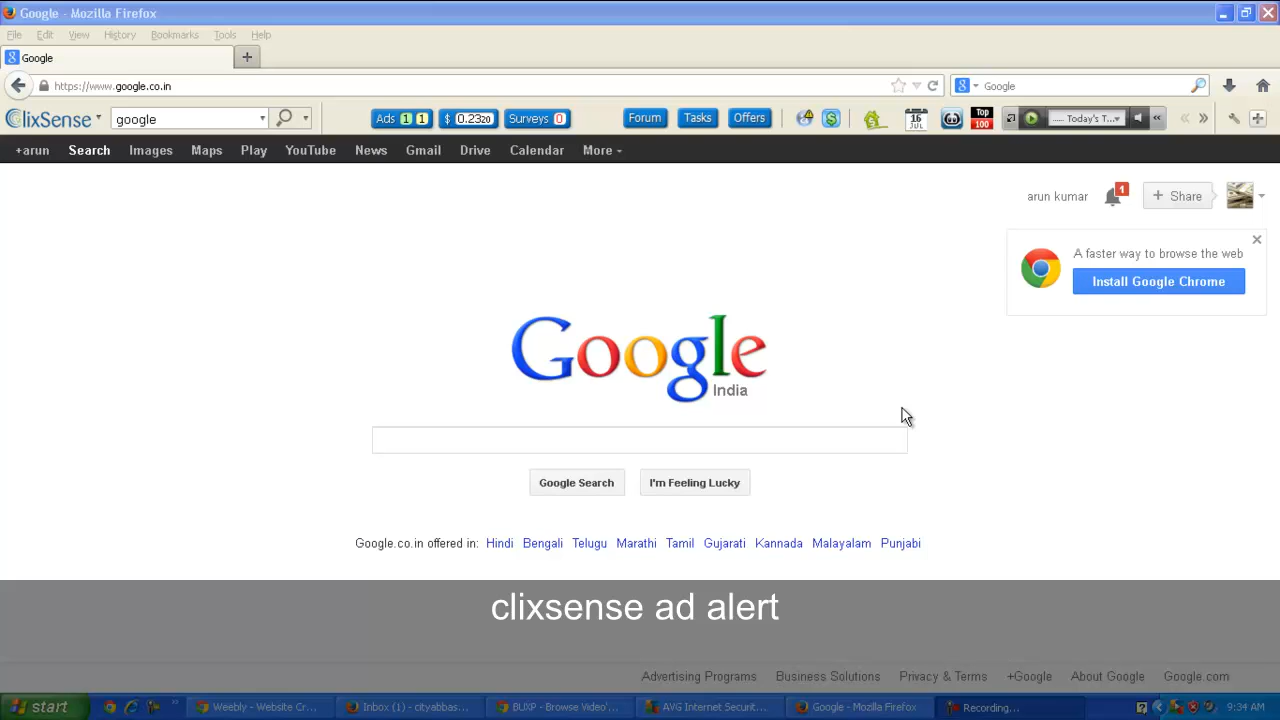 Google - Mozilla Firefox
File Edit View History Bookmarks Tools Help
Google
https://www.google.co.in Google
ClixSense google Ads 1 1 $ 0.2320 Surveys 0 Forum Tasks Offers 16 JUL Top 100 ..... Today's T...
+arun Search Images Maps Play YouTube News Gmail Drive Calendar More
arun kumar 1 + Share
A faster way to browse the web
Install Google Chrome
Google
India
Google Search I'm Feeling Lucky
Google.co.in offered in: Hindi Bengali Telugu Marathi Tamil Gujarati Kannada Malayalam Punjabi
clixsense ad alert
Advertising Programs Business Solutions Privacy & Terms +Google About Google Google.com
start Weebly - Website Cr... Inbox (1) - cityabbas... BUXP - Browse Video'... AVG Internet Securit... Google - Mozilla Firefox Recording... 9:34 AM